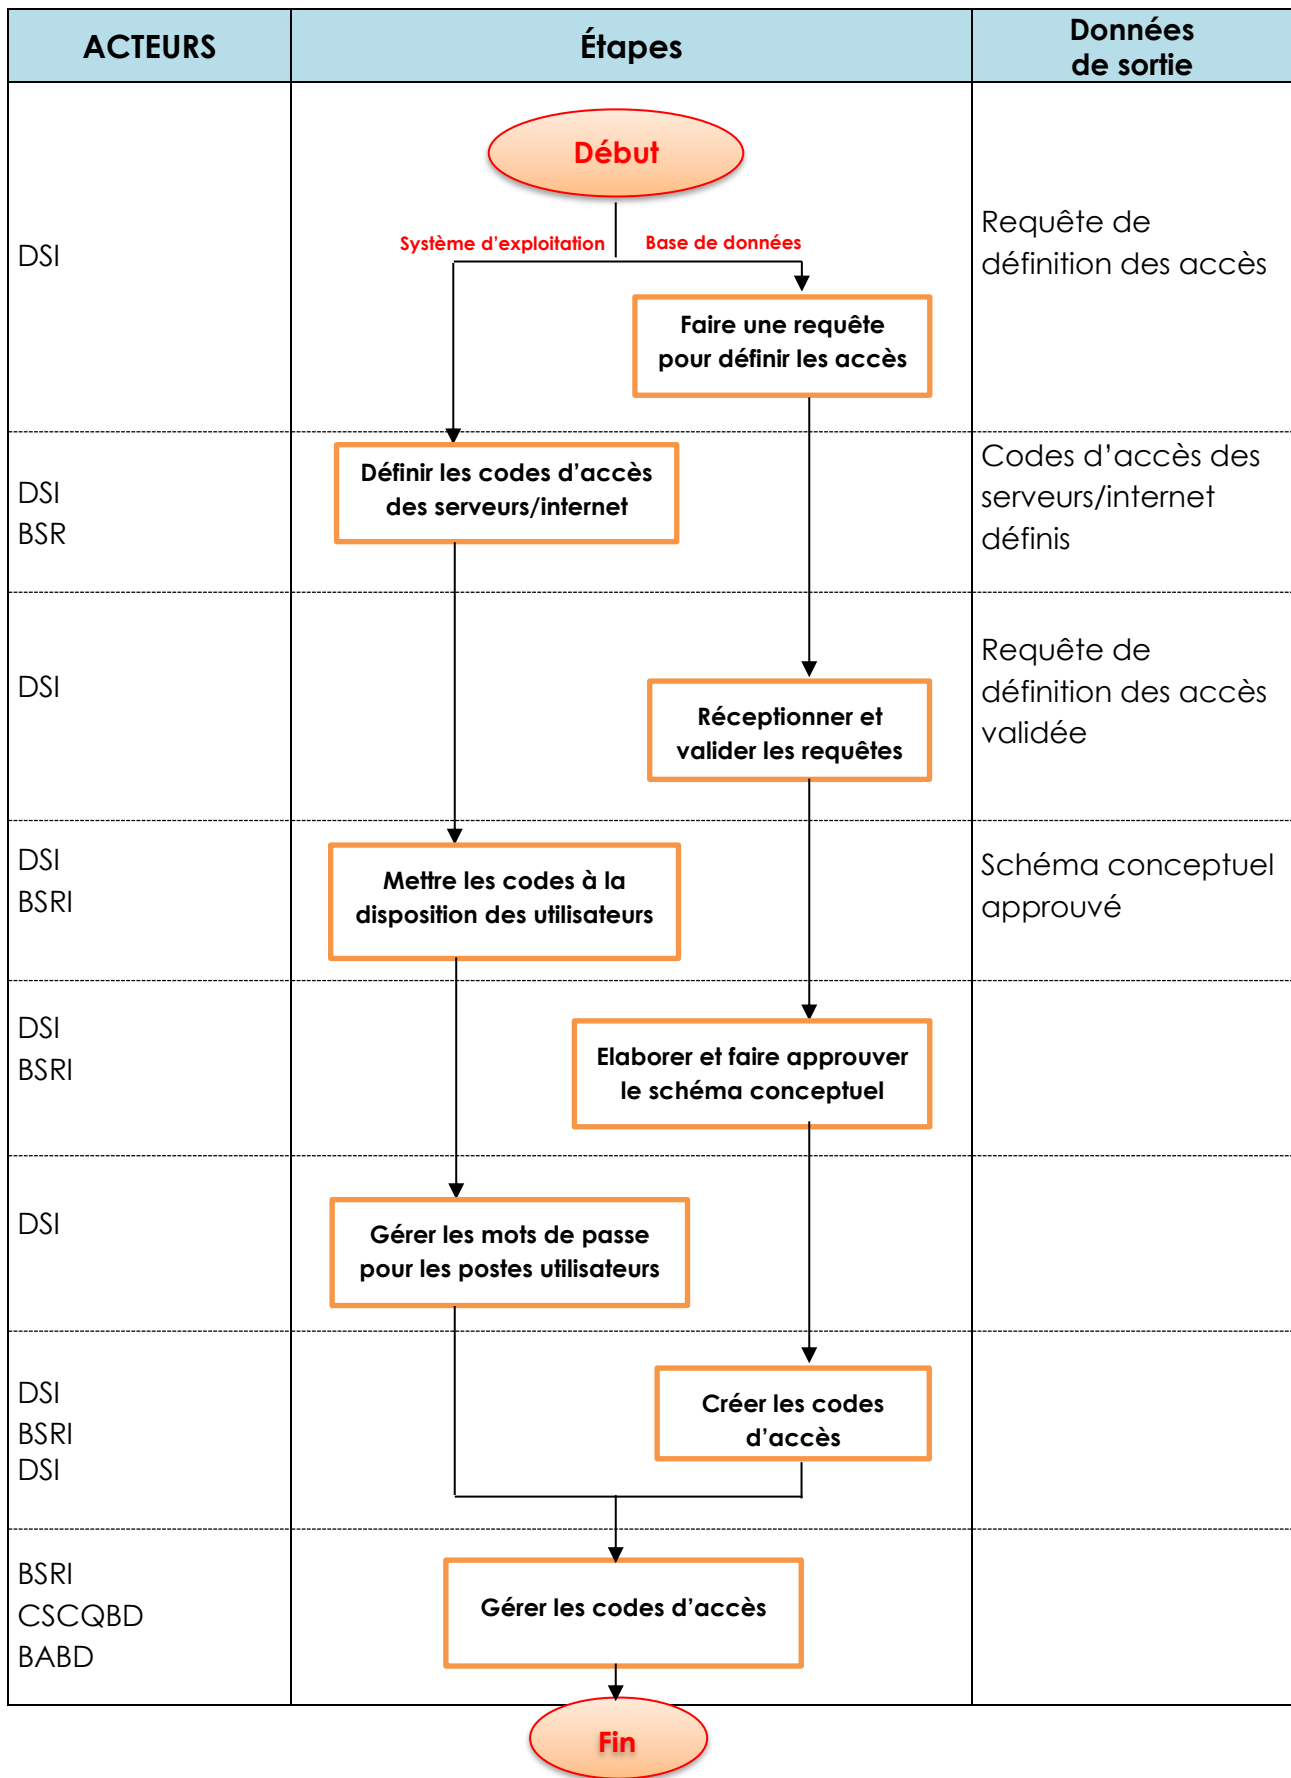 ACTEURS
Étapes
Données
de sortie
Début
Système d’exploitation
Base de données
DSI
Requête de
définition des accès
Faire une requête
pour définir les accès
DSI
BSR
Définir les codes d’accès
des serveurs/internet
Codes d’accès des
serveurs/internet
définis
DSI
Réceptionner et
valider les requêtes
Requête de
définition des accès
validée
DSI
BSRI
Mettre les codes à la
disposition des utilisateurs
Schéma conceptuel
approuvé
DSI
BSRI
Elaborer et faire approuver
le schéma conceptuel
DSI
Gérer les mots de passe
pour les postes utilisateurs
DSI
BSRI
DSI
Créer les codes
d’accès
BSRI
CSCQBD
BABD
Gérer les codes d’accès
Fin